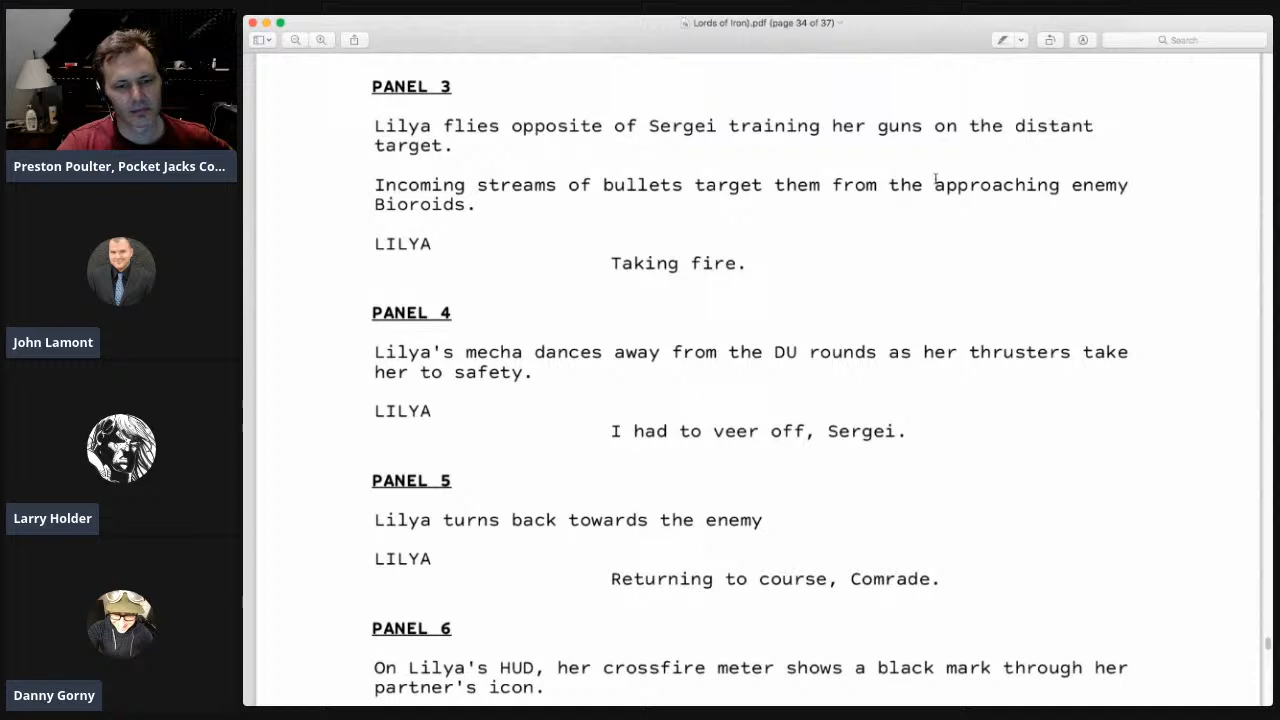 Lords of Iron).pdf (page 34 of 37)
Search
PANEL 3
Lilya flies opposite of Sergei training her guns on the distant
target.
Incoming streams of bullets target them from the approaching enemy
Bioroids.
LILYA
Taking fire.
PANEL 4
Lilya's mecha dances away from the DU rounds as her thrusters take
her to safety.
LILYA
I had to veer off, Sergei.
PANEL 5
Lilya turns back towards the enemy
LILYA
Returning to course, Comrade.
PANEL 6
On Lilya's HUD, her crossfire meter shows a black mark through her
partner's icon.
Preston Poulter, Pocket Jacks Co...
John Lamont
Larry Holder
Danny Gorny